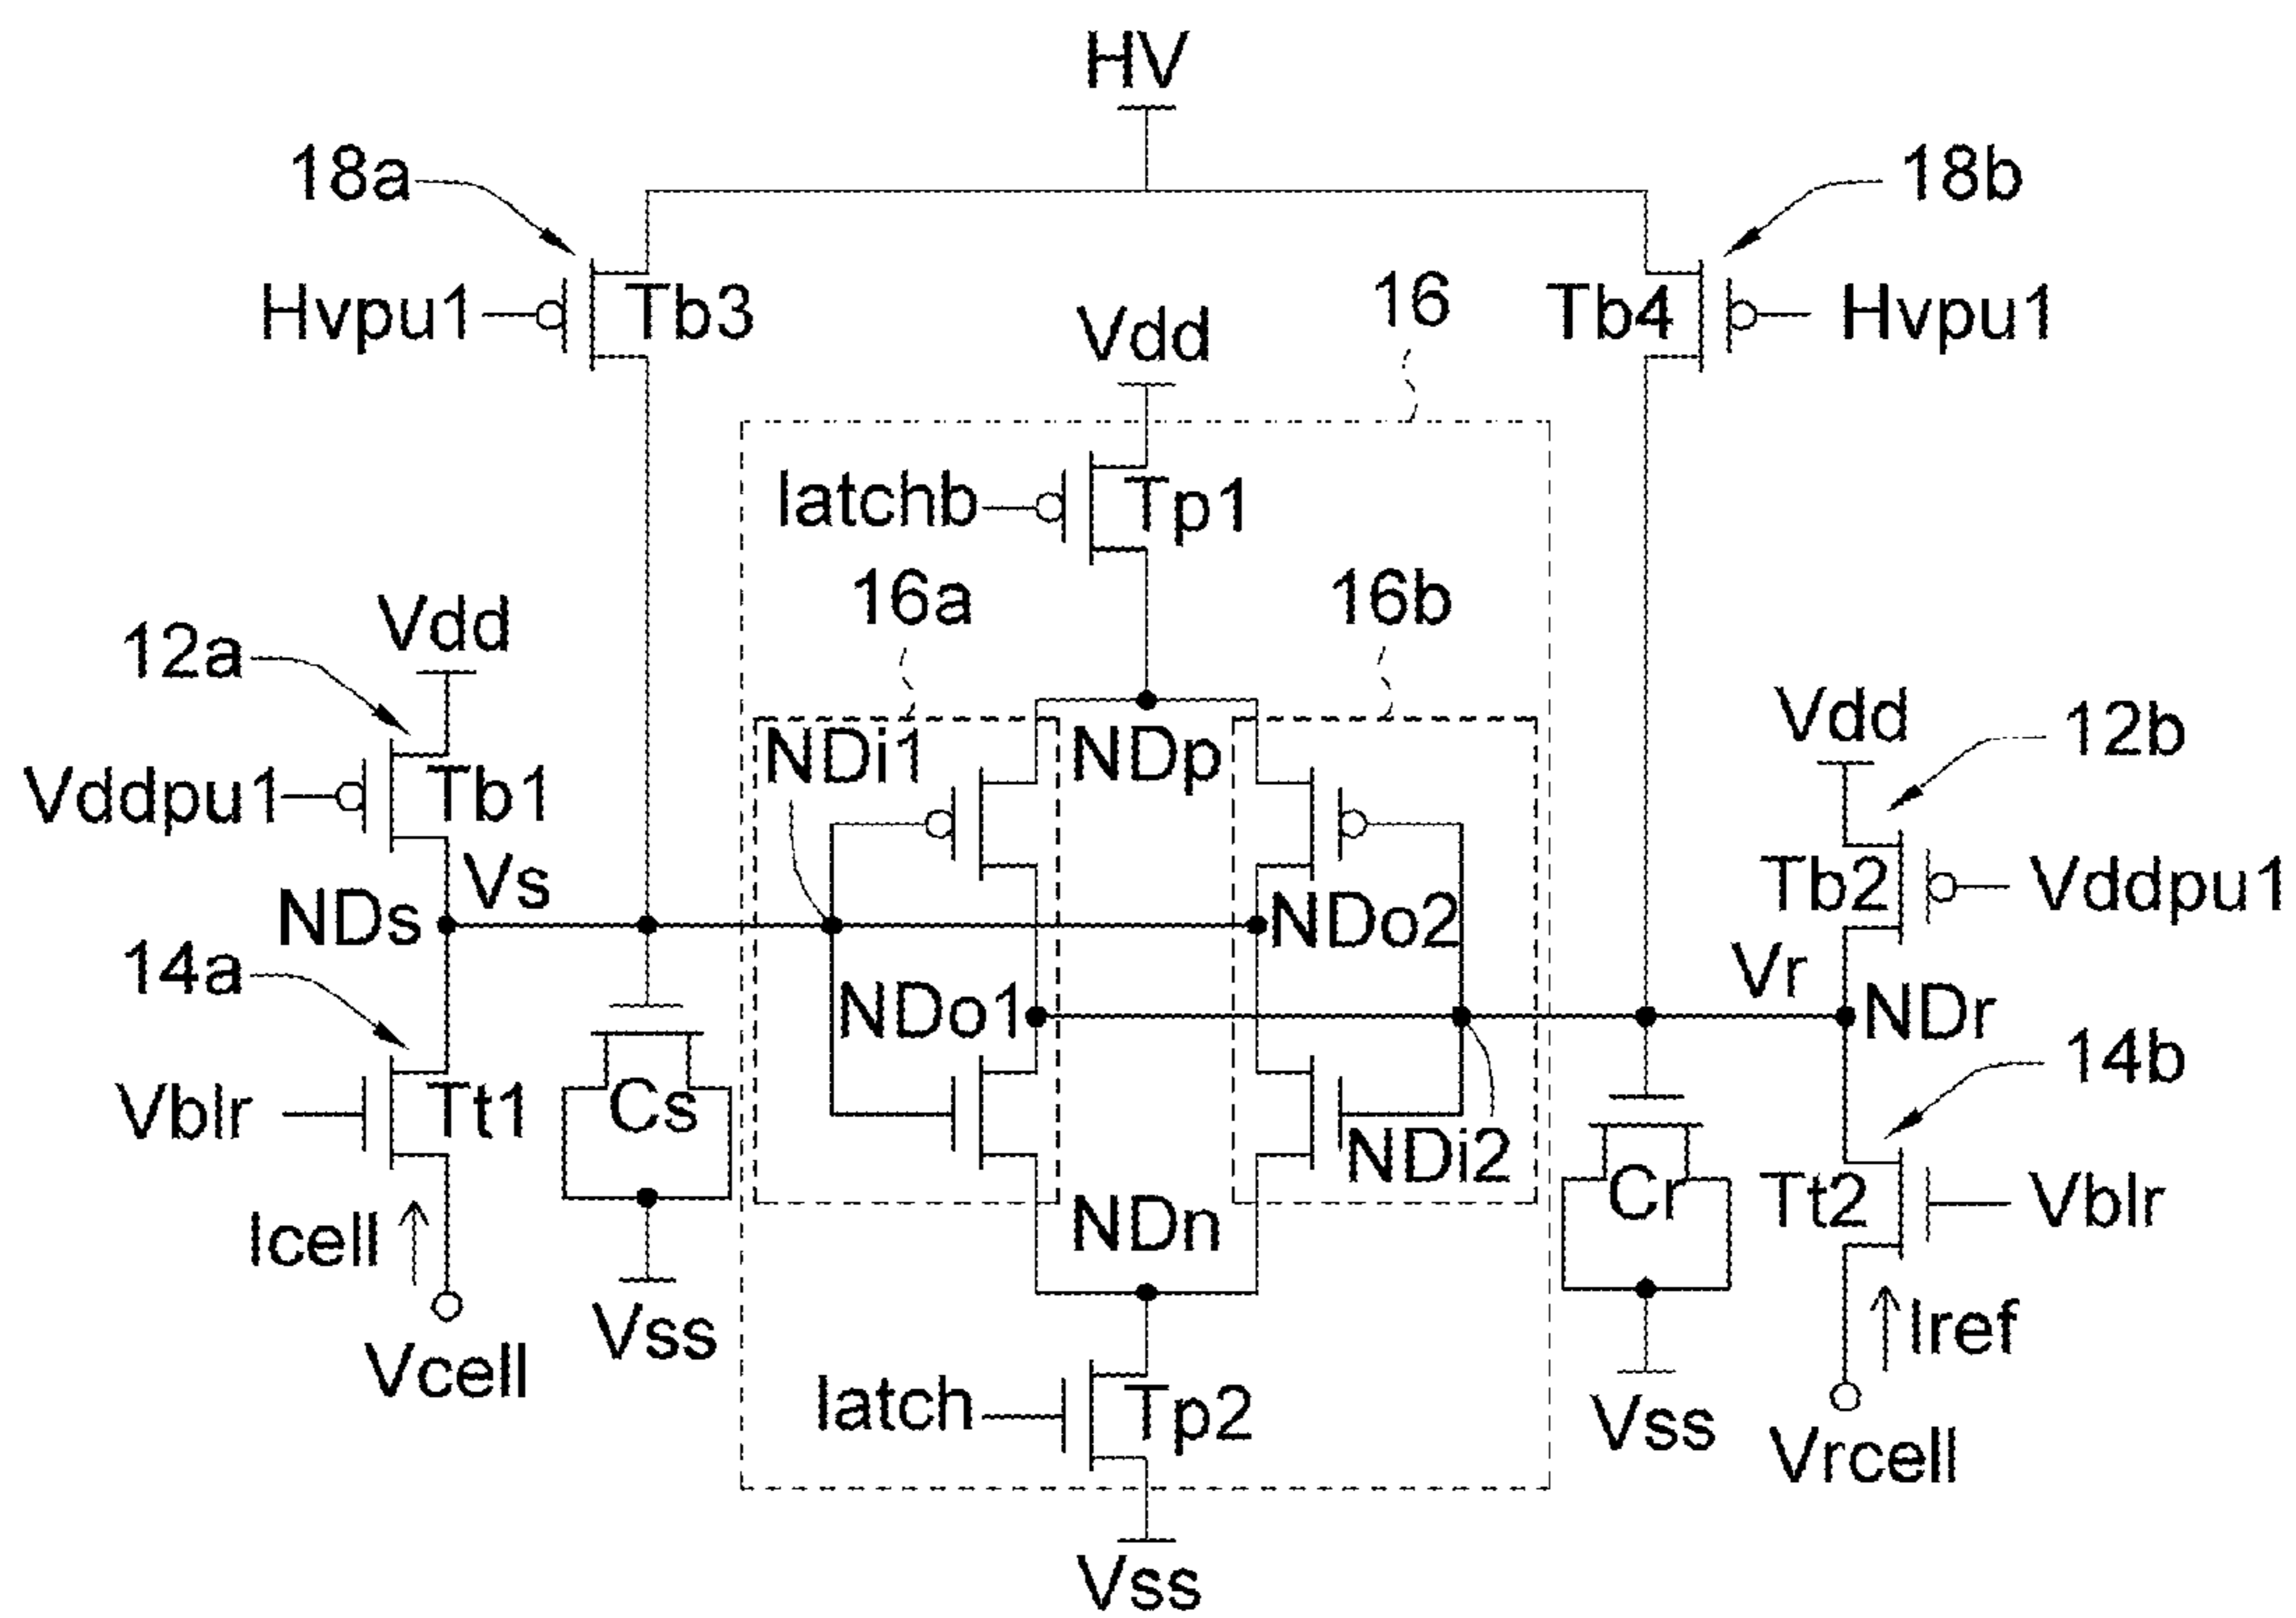 HV
18a
18b
Hvpu1
Tb3
16
Tb4
Hvpu1
Vdd
latchb
Tp1
16a
16b
Vdd
12a
Vdd
12b
NDi1
NDp
Vddpu1
Tb1
Vs
Tb2
Vddpu1
NDs
NDo2
14a
Vr
NDo1
NDr
14b
Vblr
Tt1
Cs
NDi2
Cr
Tt2
Vblr
Icell
NDn
Vss
Iref
Vcell
latch
Tp2
Vss
Vrcell
Vss